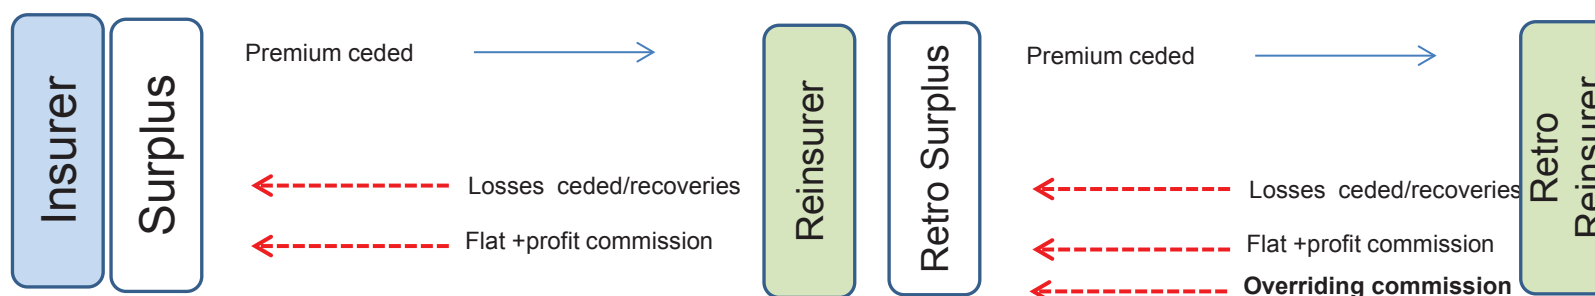 Insurer
Surplus
Premium ceded
Losses ceded/recoveries
Flat +profit commission
Reinsurer
Retro Surplus
Premium ceded
Losses ceded/recoveries
Flat +profit commission
Overriding commission
Retro
Reinsurer